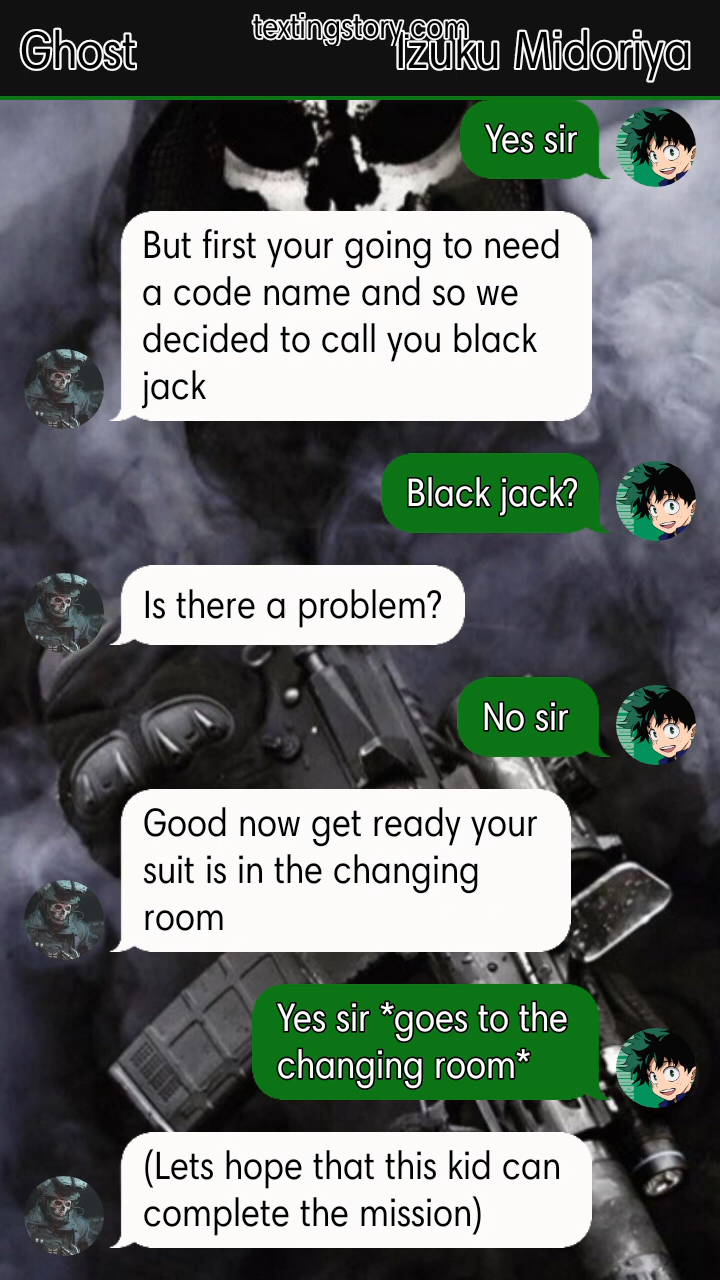 textingstory.com
Ghost
Izuku Midoriya
Yes sir
But first your going to need
a code name and so we
decided to call you black
jack
Black jack?
Is there a problem?
No sir
Good now get ready your
suit is in the changing
room
Yes sir *goes to the
changing room*
(Lets hope that this kid can
complete the mission)